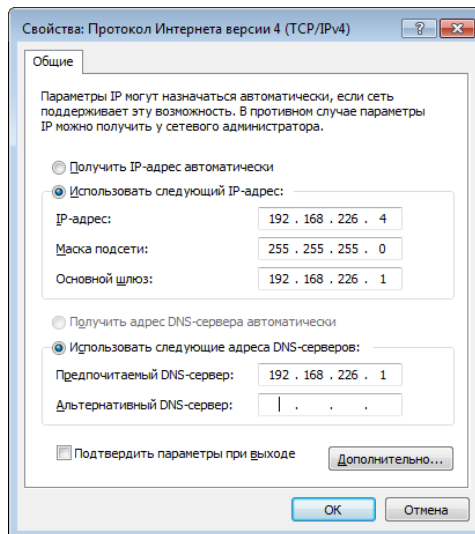 Свойства: Протокол Интернета версии 4 (TCP/IPv4)
Общие
Параметры IP могут назначаться автоматически, если сеть
поддерживает эту возможность. В противном случае параметры
IP можно получить у сетевого администратора.
Получить IP-адрес автоматически
Использовать следующий IP-адрес:
IP-адрес: 192 . 168 . 226 . 4
Маска подсети: 255 . 255 . 255 . 0
Основной шлюз: 192 . 168 . 226 . 1
Получить адрес DNS-сервера автоматически
Использовать следующие адреса DNS-серверов:
Предпочитаемый DNS-сервер: 192 . 168 . 226 . 1
Альтернативный DNS-сервер: . . .
Подтвердить параметры при выходе
Дополнительно...
ОК
Отмена